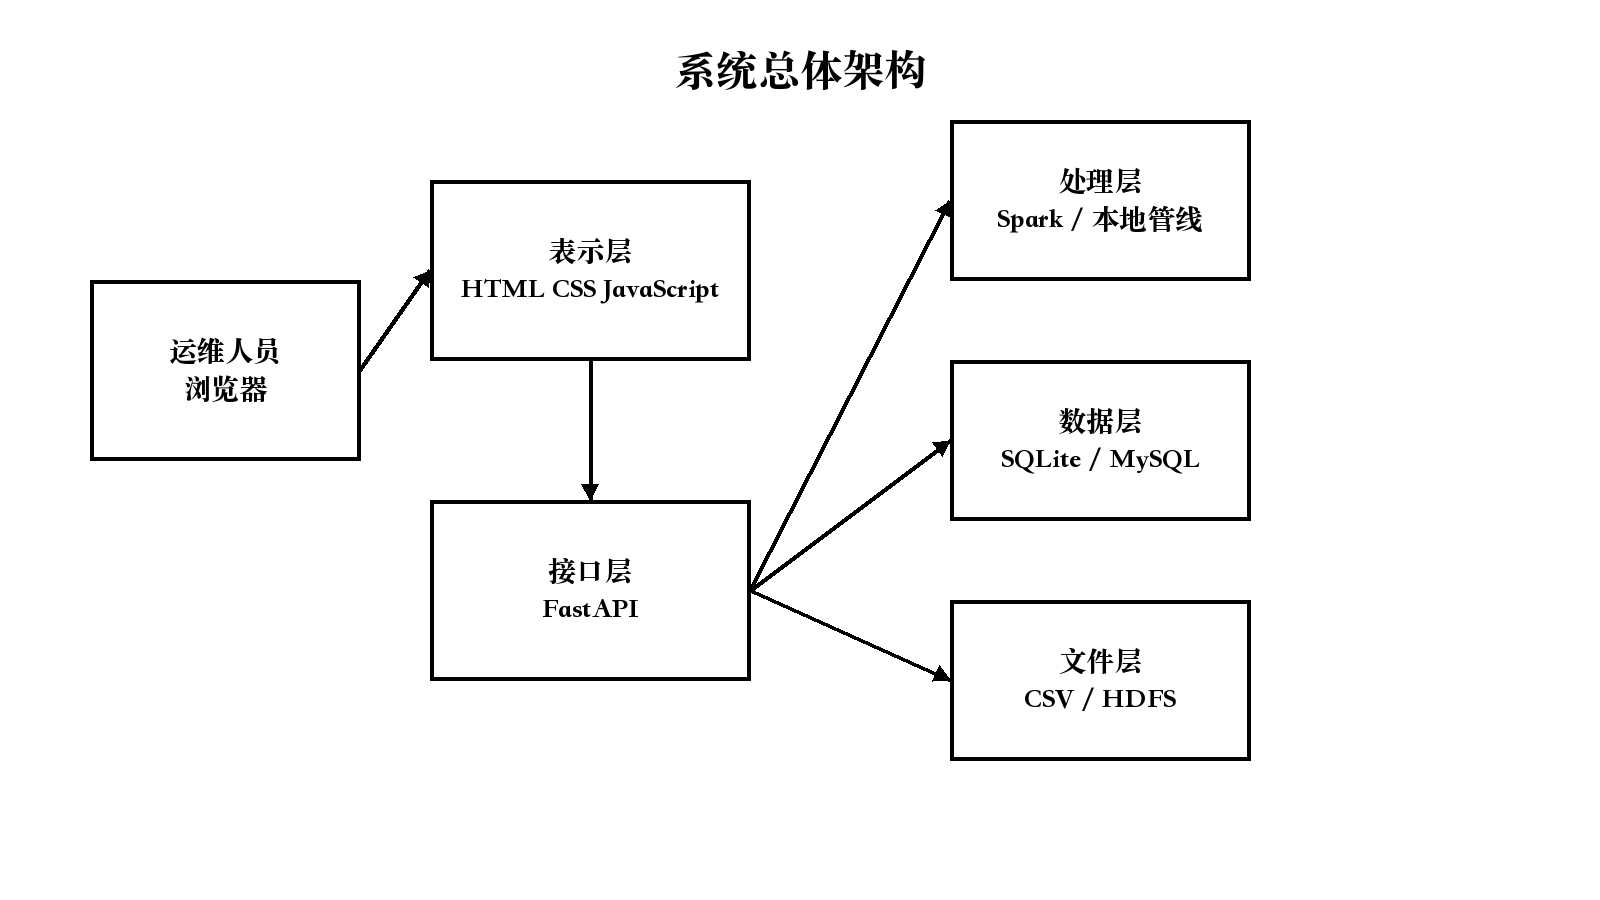 系统总体架构
运维人员
浏览器
表示层
HTML CSS JavaScript
接口层
FastAPI
处理层
Spark / 本地管线
数据层
SQLite / MySQL
文件层
CSV / HDFS